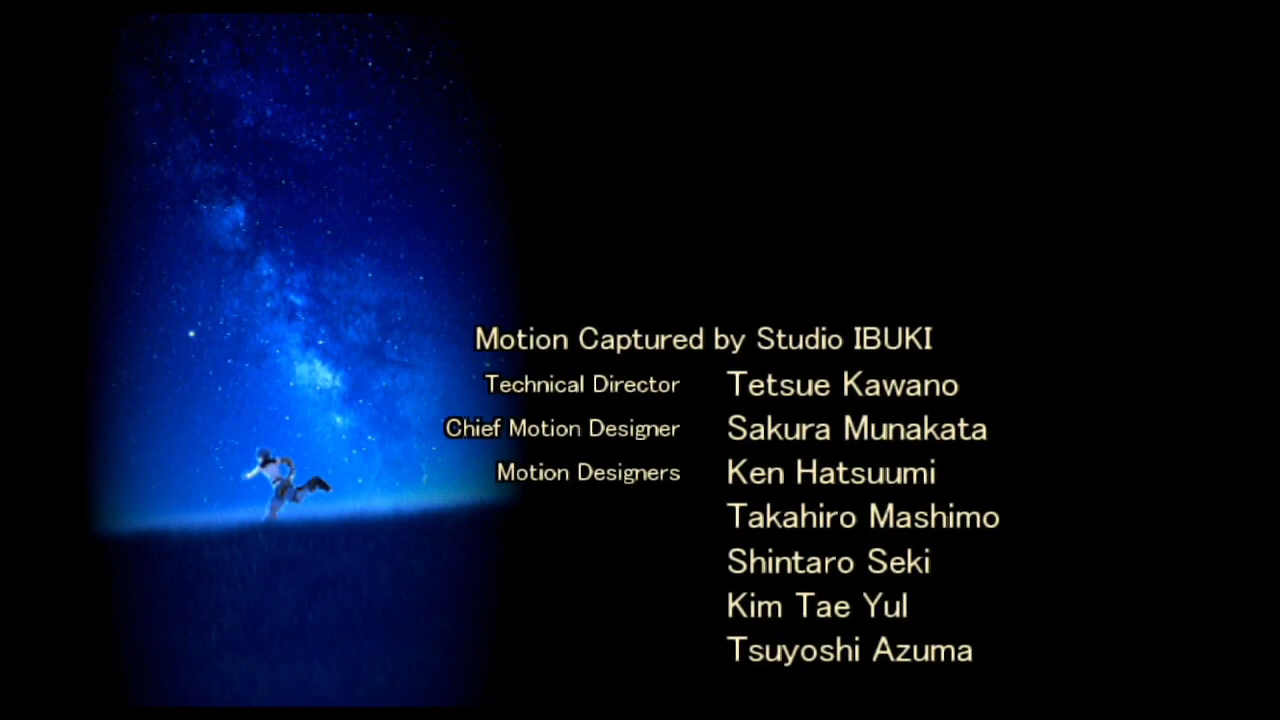 Motion Captured by Studio IBUKI
Technical Director Tetsue Kawano
Chief Motion Designer Sakura Munakata
Motion Designers Ken Hatsuumi
Takahiro Mashimo
Shintaro Seki
Kim Tae Yul
Tsuyoshi Azuma